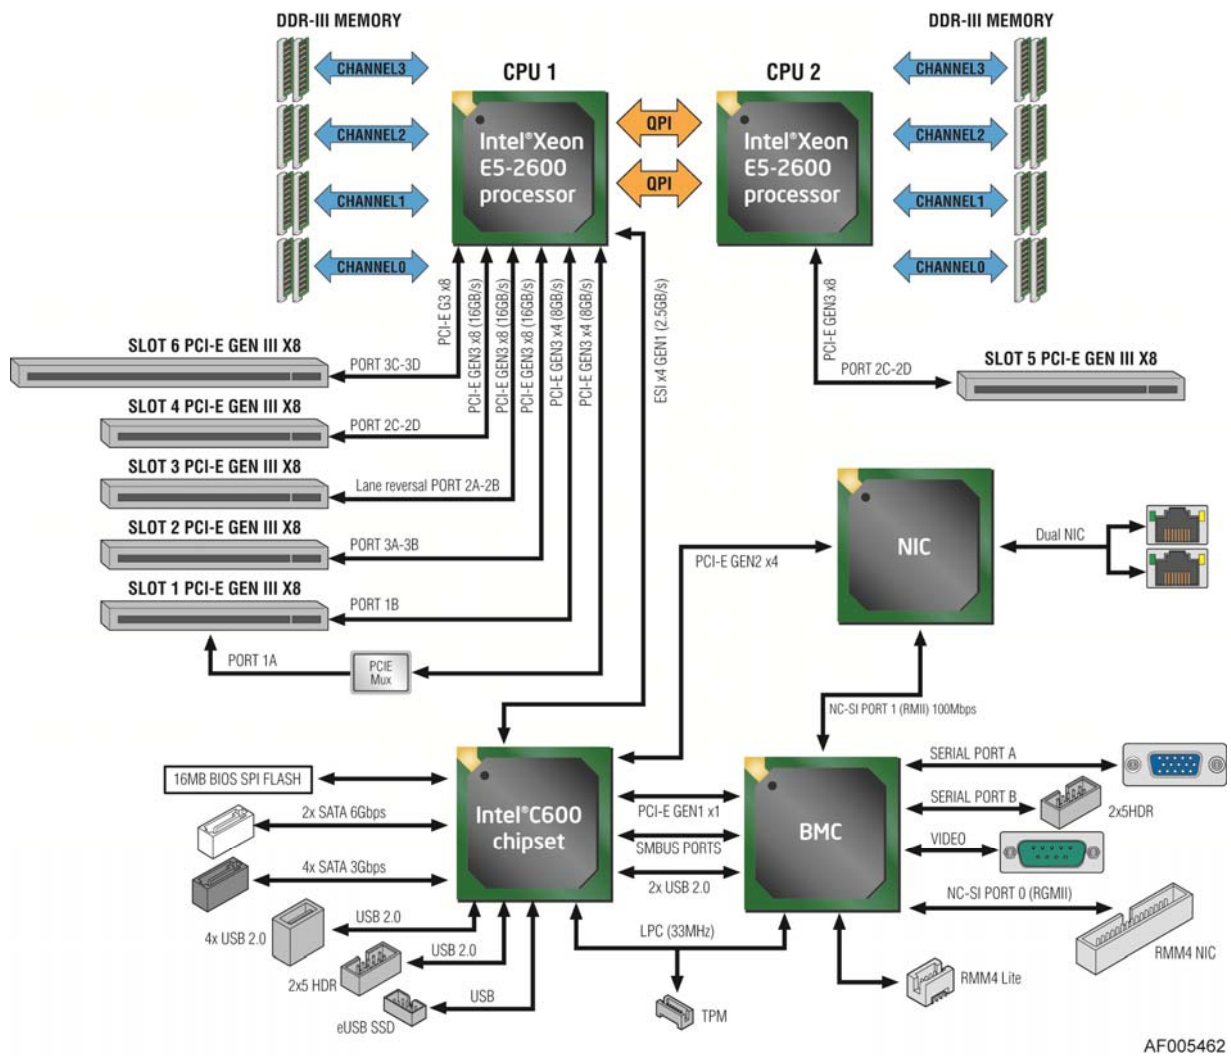 DDR-III MEMORY
DDR-III MEMORY
CHANNEL3
CPU 1
CPU 2
CHANNEL3
CHANNEL2
QPI
CHANNEL2
Intel®Xeon
E5-2600
processor
Intel®Xeon
E5-2600
processor
CHANNEL1
QPI
CHANNEL1
CHANNEL0
CHANNEL0
PCI-E G3 x8
PCI-E GEN3 x8 (16GB/s)
PCI-E GEN3 x8 (16GB/s)
PCI-E GEN3 x8 (16GB/s)
PCI-E GEN3 x4 (8GB/s)
PCI-E GEN3 x4 (8GB/s)
ESI x4 GEN1 (2.5GB/s)
PCI-E GEN3 x8
SLOT 6 PCI-E GEN III X8
PORT 3C-3D
PORT 2C-2D
SLOT 5 PCI-E GEN III X8
SLOT 4 PCI-E GEN III X8
PORT 2C-2D
SLOT 3 PCI-E GEN III X8
Lane reversal PORT 2A-2B
SLOT 2 PCI-E GEN III X8
PORT 3A-3B
SLOT 1 PCI-E GEN III X8
PORT 1B
PORT 1A
PCIE
Mux
PCI-E GEN2 x4
NIC
Dual NIC
NC-SI PORT 1 (RMII) 100Mbps
16MB BIOS SPI FLASH
2x SATA 6Gbps
4x SATA 3Gbps
Intel®C600
chipset
PCI-E GEN1 x1
SMBUS PORTS
2x USB 2.0
BMC
SERIAL PORT A
SERIAL PORT B
2x5HDR
VIDEO
NC-SI PORT 0 (RGMII)
RMM4 NIC
USB 2.0
4x USB 2.0
USB 2.0
2x5 HDR
USB
eUSB SSD
LPC (33MHz)
TPM
RMM4 Lite
AF005462